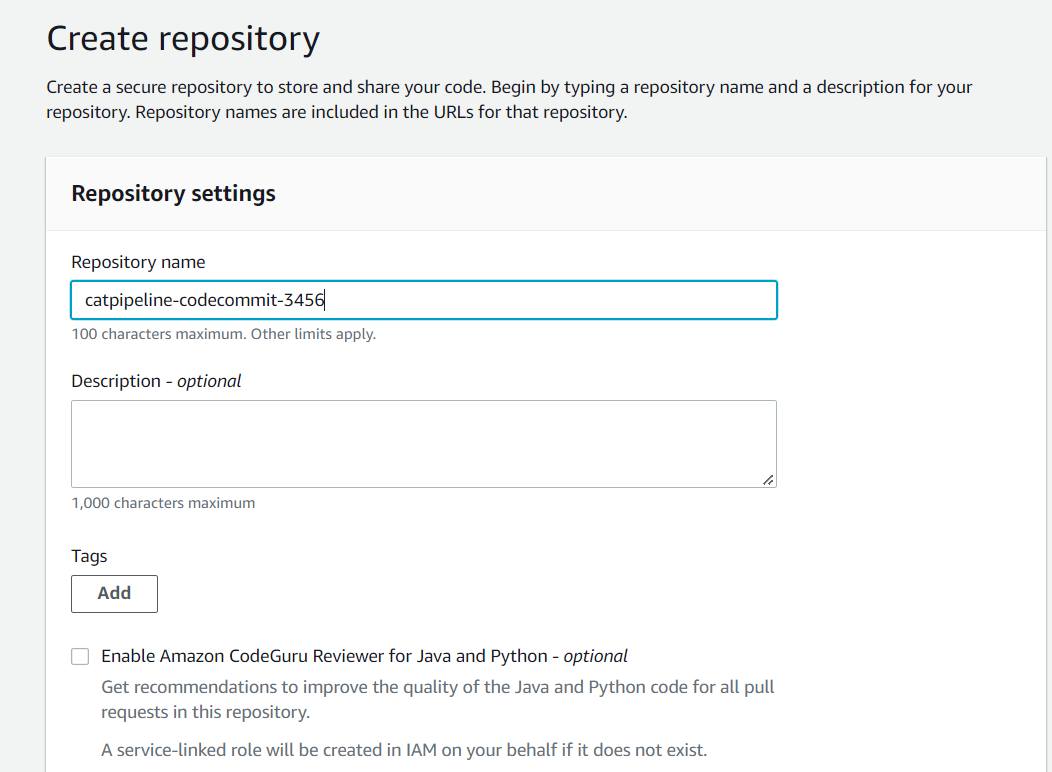 Create repository
Create a secure repository to store and share your code. Begin by typing a repository name and a description for your
repository. Repository names are included in the URLs for that repository.
Repository settings
Repository name
catpipeline-codecommit-3456
100 characters maximum. Other limits apply.
Description - optional
1,000 characters maximum
Tags
Add
Enable Amazon CodeGuru Reviewer for Java and Python - optional
Get recommendations to improve the quality of the Java and Python code for all pull
requests in this repository.
A service-linked role will be created in IAM on your behalf if it does not exist.